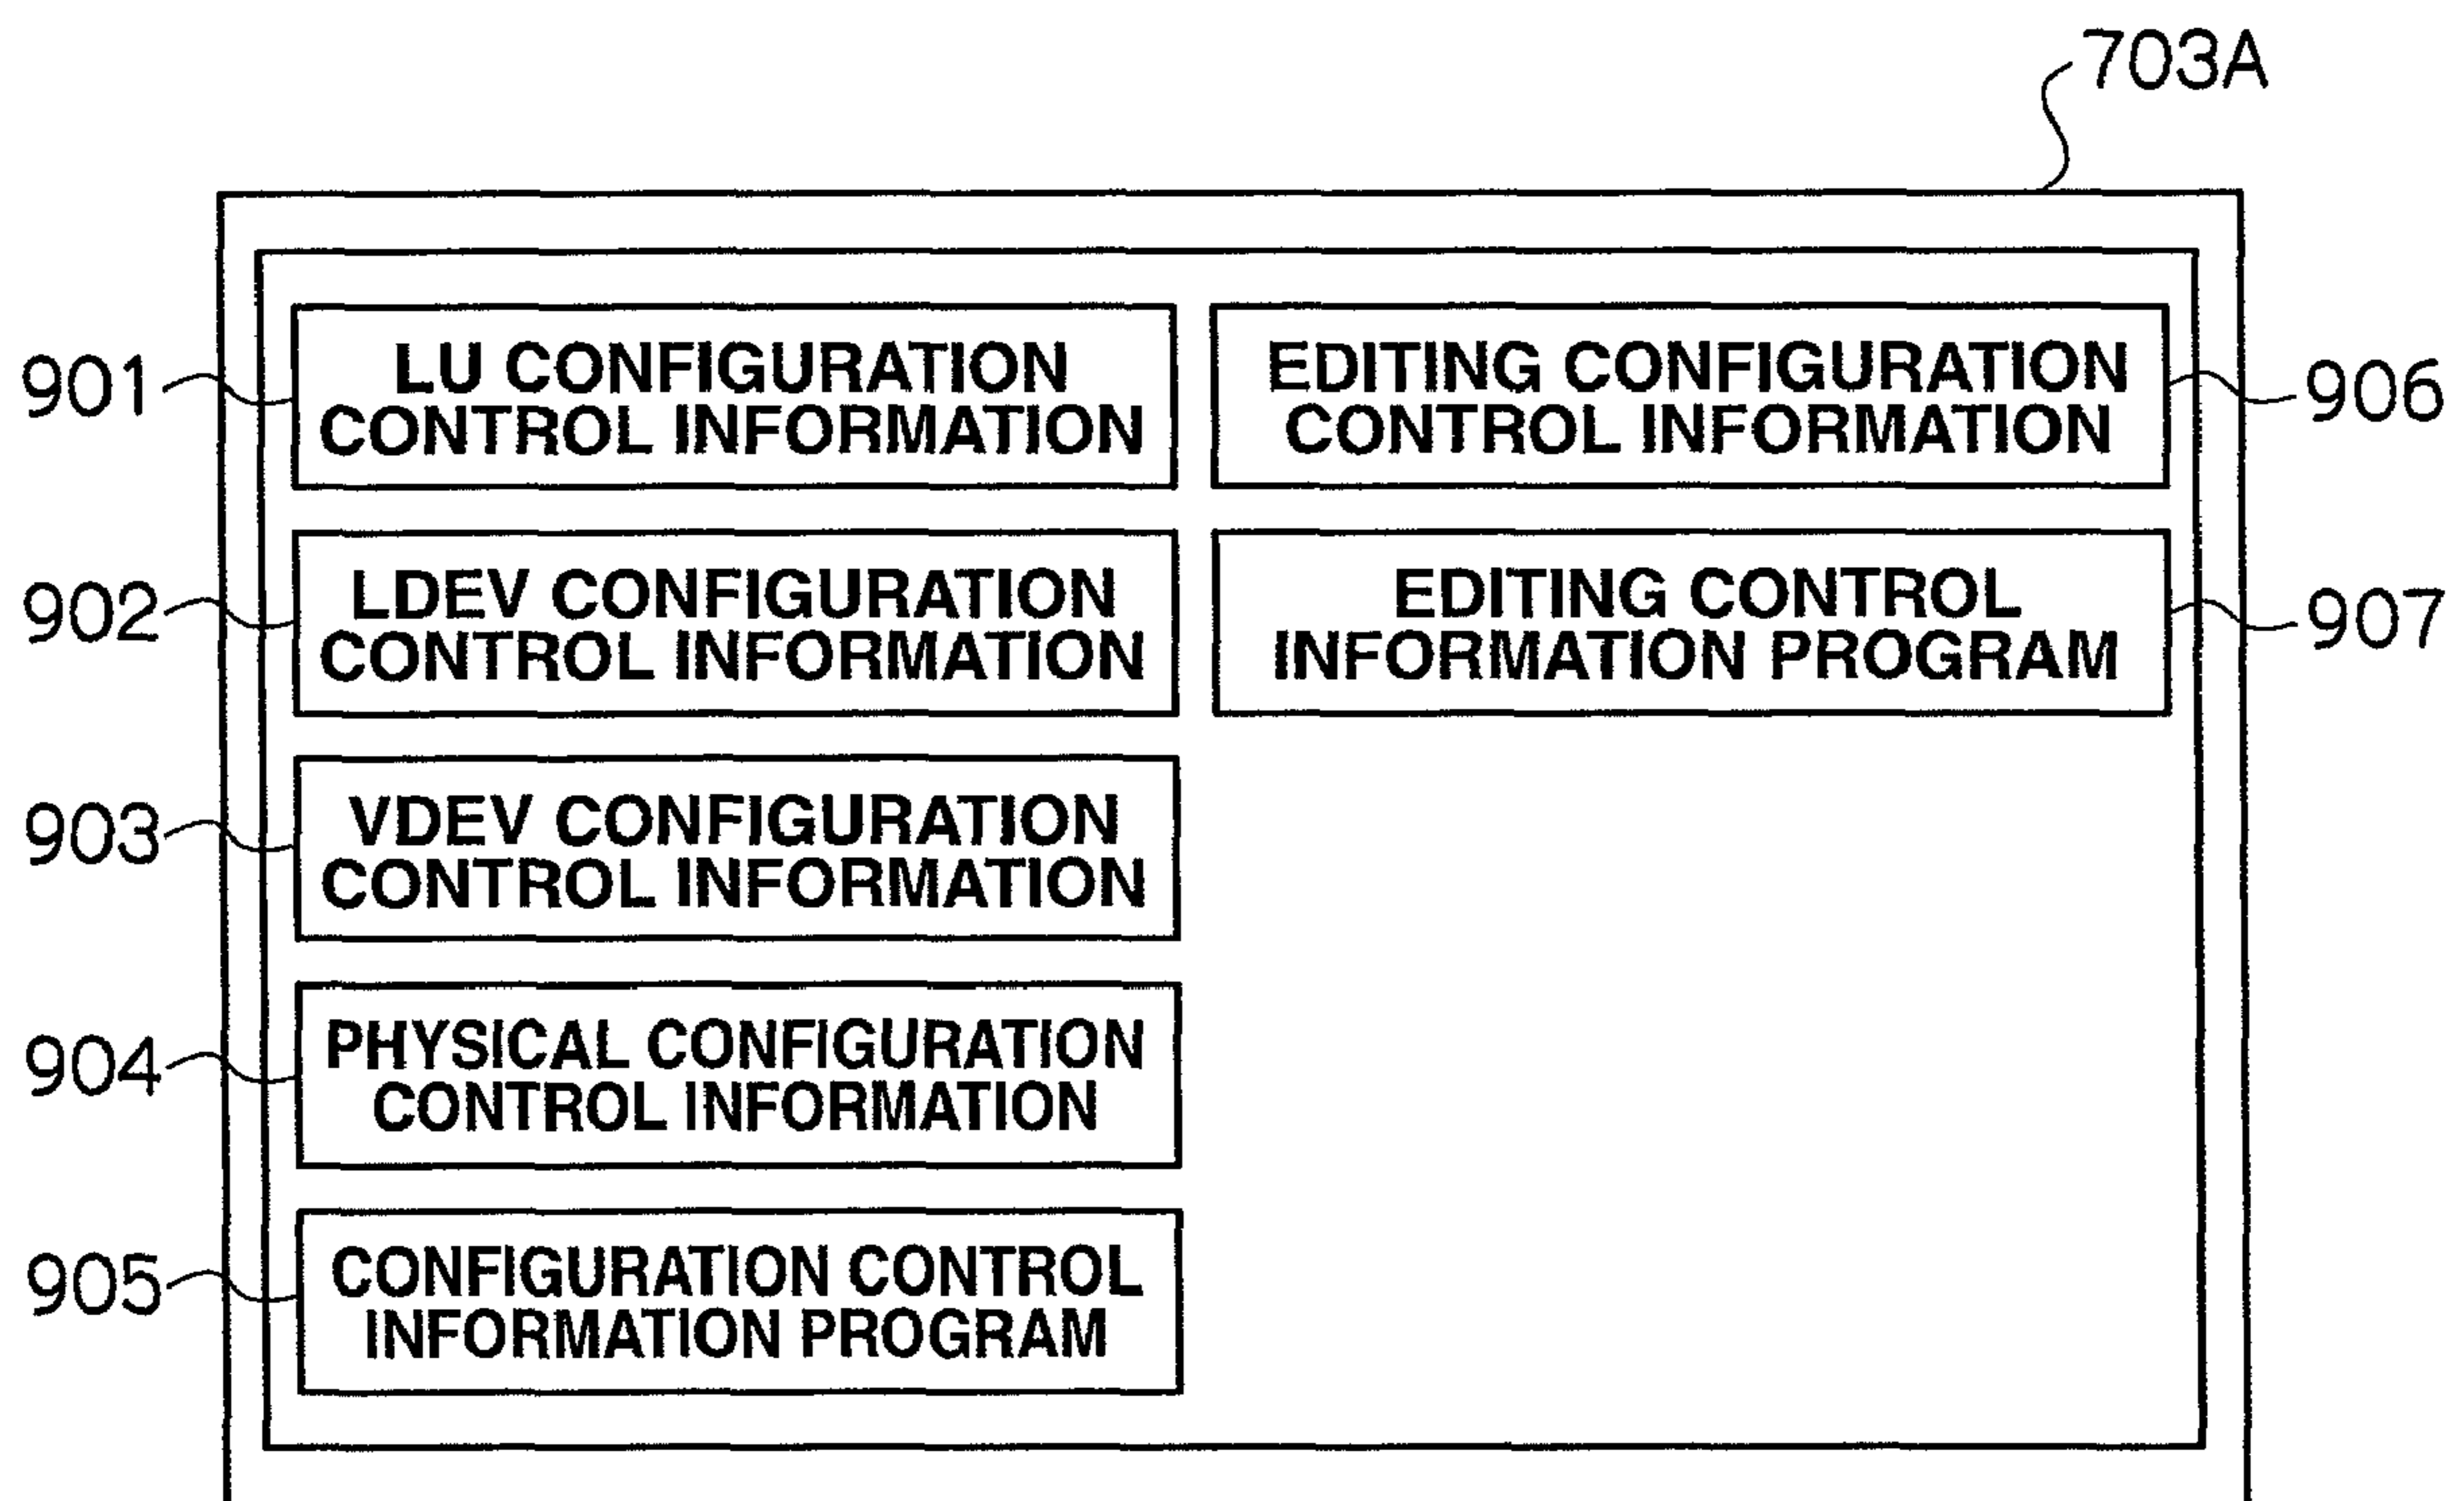 703A
901
LU CONFIGURATION
CONTROL INFORMATION
EDITING CONFIGURATION
CONTROL INFORMATION
906
902
LDEV CONFIGURATION
CONTROL INFORMATION
EDITING CONTROL
INFORMATION PROGRAM
907
903
VDEV CONFIGURATION
CONTROL INFORMATION
904
PHYSICAL CONFIGURATION
CONTROL INFORMATION
905
CONFIGURATION CONTROL
INFORMATION PROGRAM